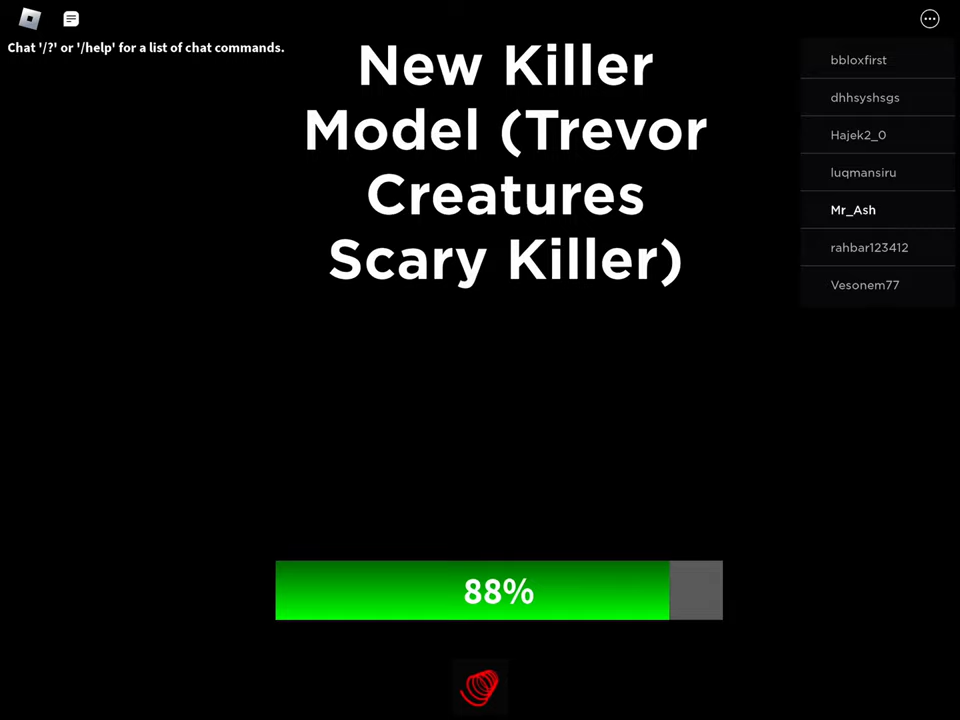 Chat '/?' or '/help' for a list of chat commands.
New Killer
Model (Trevor
Creatures
Scary Killer)
bbloxfirst
dhhsyshsgs
Hajek2_0
luqmansiru
Mr_Ash
rahbar123412
Vesonem77
88%